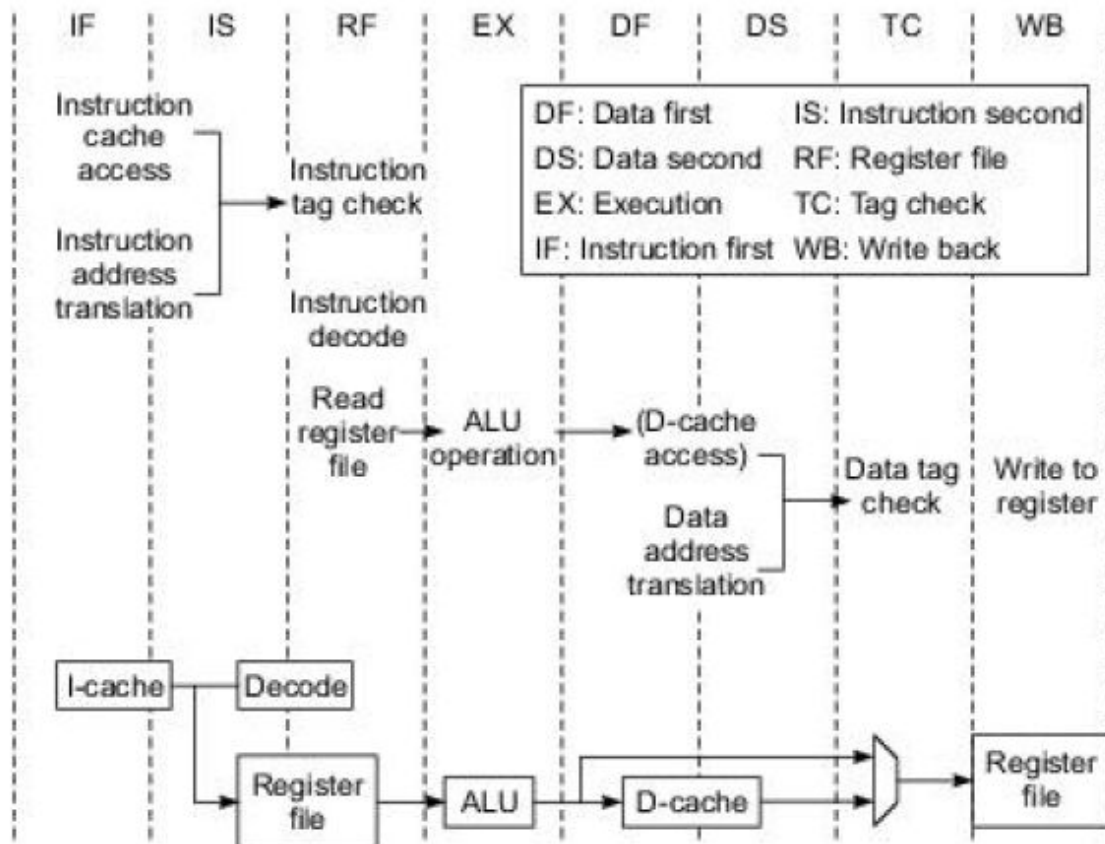 IF IS RF EX DF DS TC WB
DF: Data first IS: Instruction second
DS: Data second RF: Register file
EX: Execution TC: Tag check
IF: Instruction first WB: Write back
Instruction
cache
access
Instruction
address
translation
Instruction
tag check
Instruction
decode
Read
register
file
ALU
operation
(D-cache
access)
Data
address
translation
Data tag
check
Write to
register
I-cache
Decode
Register
file
ALU
D-cache
Register
file